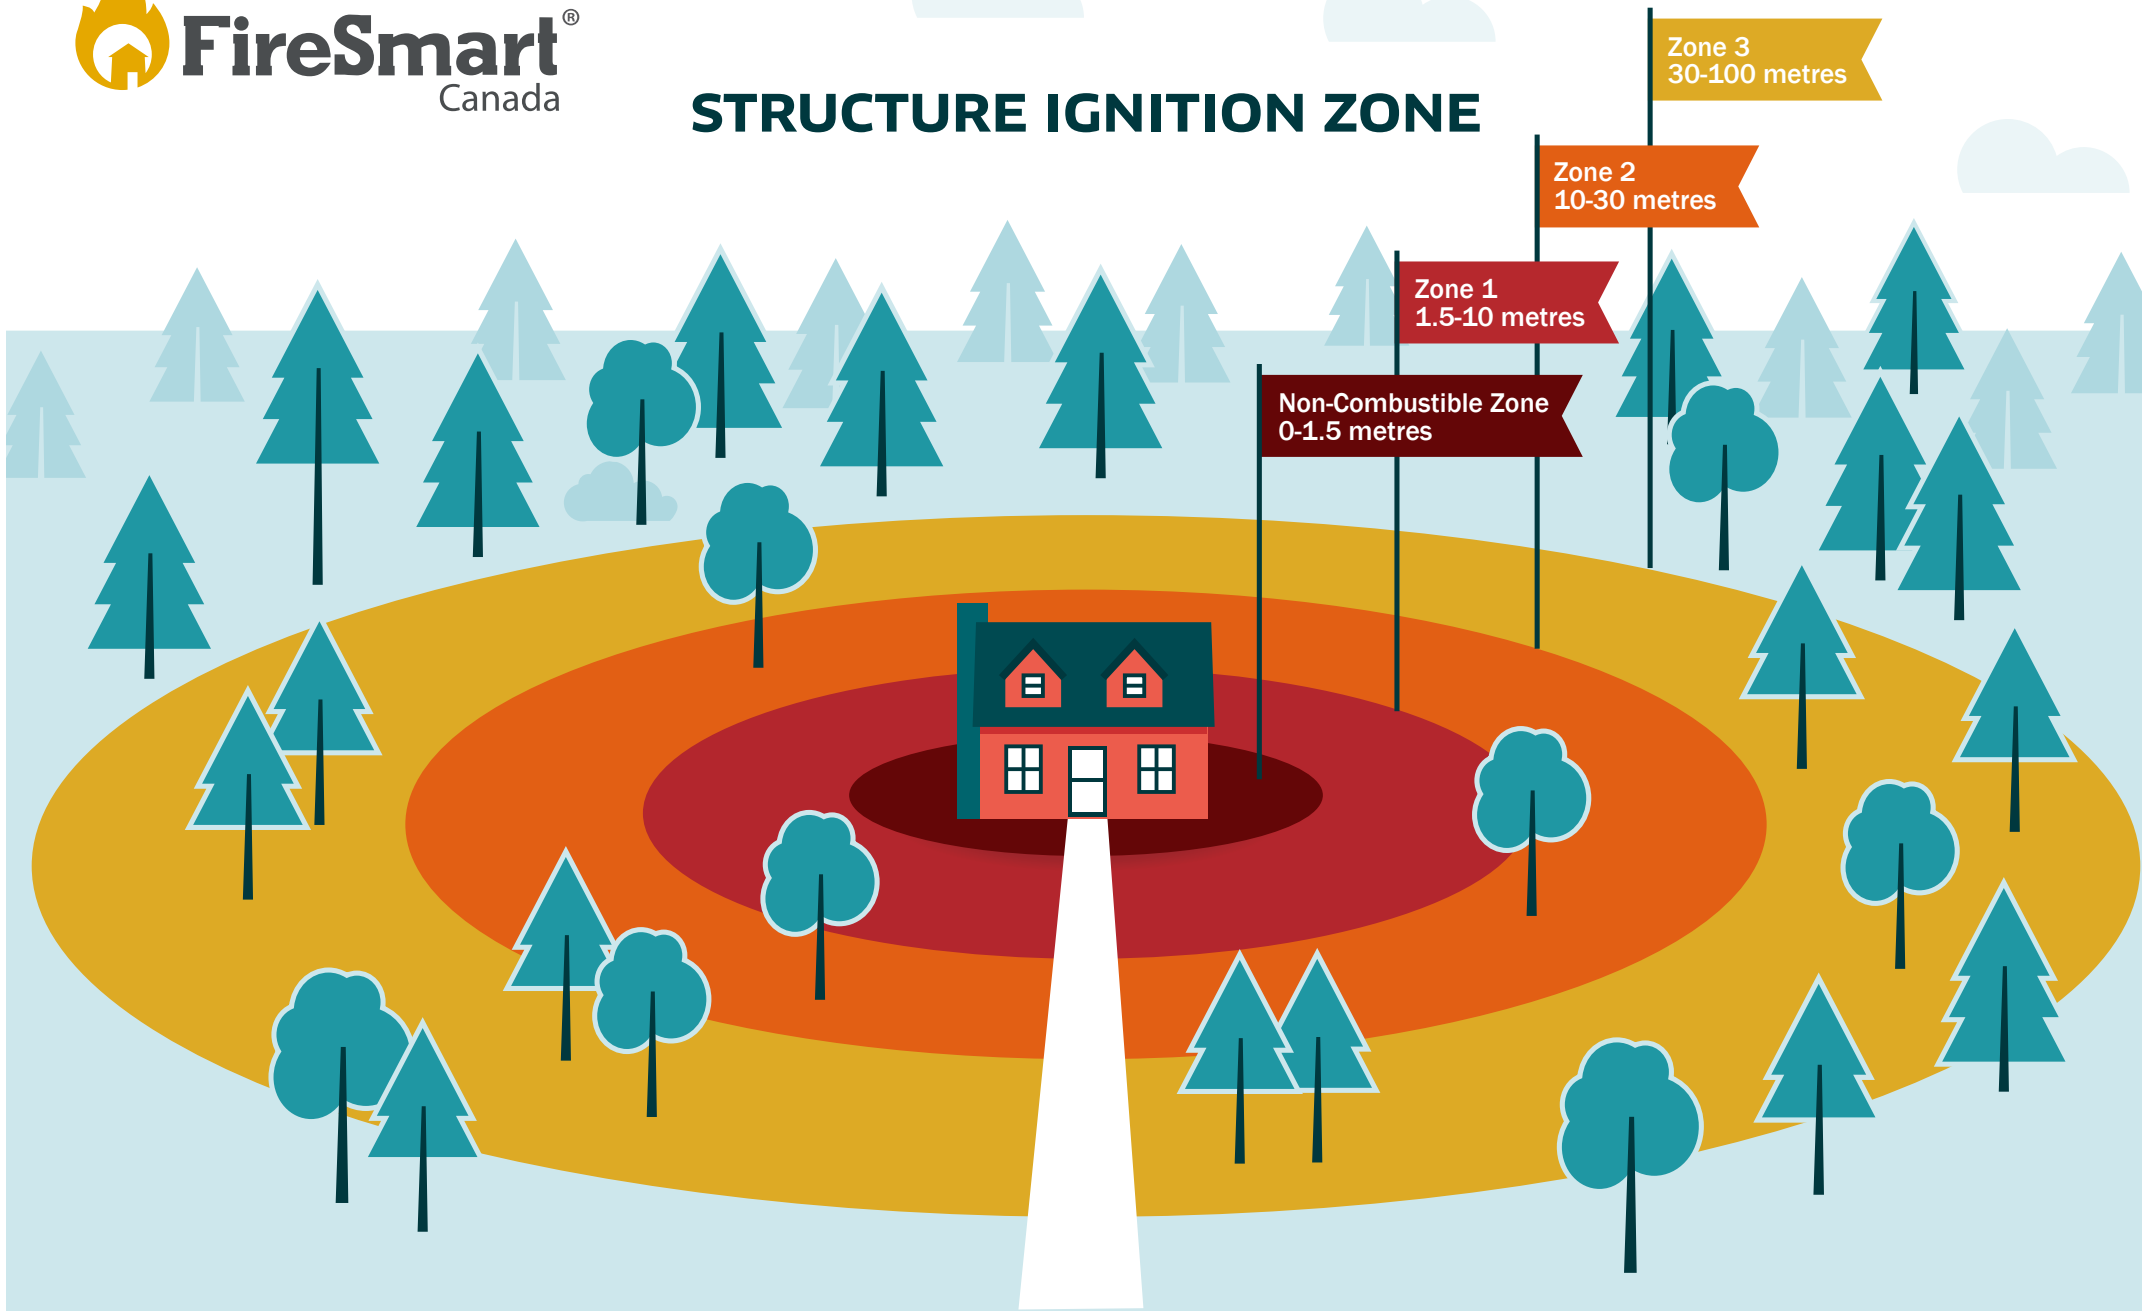 FireSmart®
Canada
STRUCTURE IGNITION ZONE
Zone 3
30-100 metres
Zone 2
10-30 metres
Zone 1
1.5-10 metres
Non-Combustible Zone
0-1.5 metres